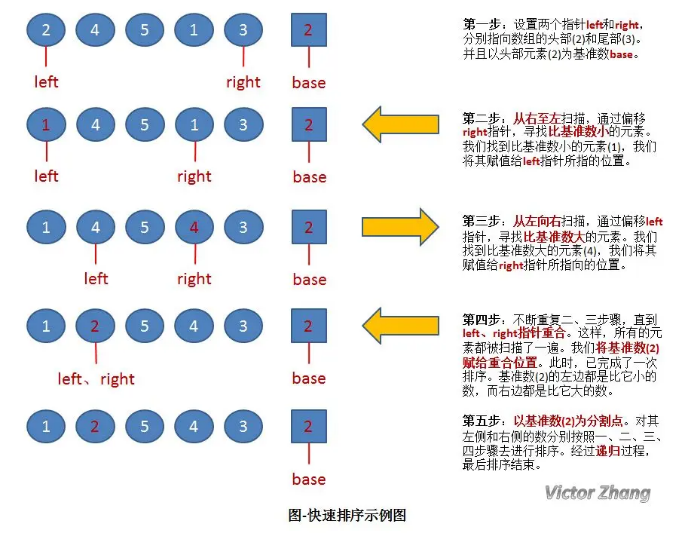 2 4 5 1 3 2
left right base
第一步：设置两个指针left和right，
分别指向数组的头部(2)和尾部(3)。
并且以头部元素(2)为基准数base。
1 4 5 1 3 2
left right base
第二步：从右至左扫描，通过偏移
right指针，寻找比基准数小的元素。
我们找到比基准数小的元素(1)，我们
将其赋值给left指针所指的位置。
1 4 5 4 3 2
left right base
第三步：从左向右扫描，通过偏移left
指针，寻找比基准数大的元素。我们
找到比基准数大的元素(4)，我们将其
赋值给right指针所指向的位置。
1 2 5 4 3 2
left、right base
第四步：不断重复二、三步骤，直到
left、right指针重合。这样，所有的元
素都被扫描了一遍。我们将基准数(2)
赋给重合位置。此时，已完成了一次
排序。基准数(2)的左边都是比它小的
数，而右边都是比它大的数。
1 2 5 4 3 2
base
第五步：以基准数(2)为分割点。对其
左侧和右侧的数分别按照一、二、三、
四步骤去进行排序。经过递归过程，
最后排序结束。
Victor Zhang
图-快速排序示例图